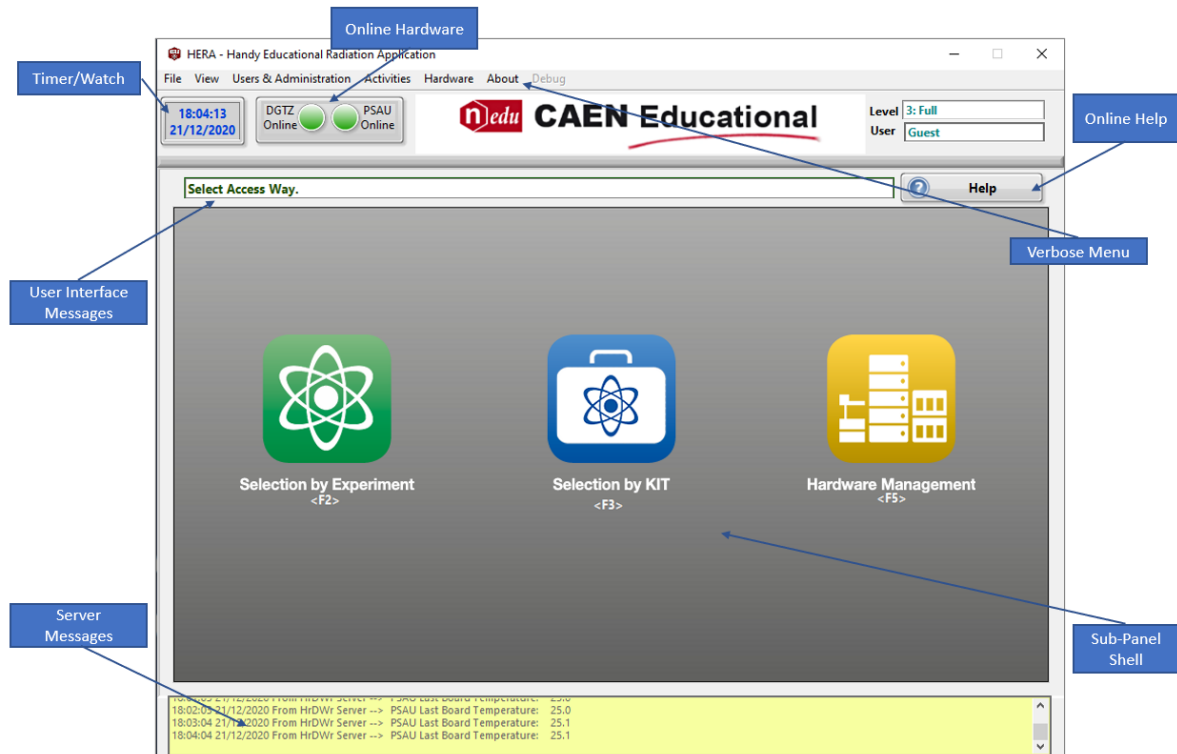 Online Hardware
HERA - Handy Educational Radiation Application
Timer/Watch
File View Users & Administration Activities Hardware About Debug
18:04:13
21/12/2020
DGTZ
Online
PSAU
Online
n edu CAEN Educational
Level 3: Full
User Guest
Online Help
Select Access Way.
? Help
Verbose Menu
User Interface
Messages
Selection by Experiment
<F2>
Selection by KIT
<F3>
Hardware Management
<F5>
Server
Messages
Sub-Panel
Shell
18:02:03 21/12/2020 From HrDWr Server --> PSAU Last Board Temperature: 25.0
18:03:04 21/12/2020 From HrDWr Server --> PSAU Last Board Temperature: 25.1
18:04:04 21/12/2020 From HrDWr Server --> PSAU Last Board Temperature: 25.1